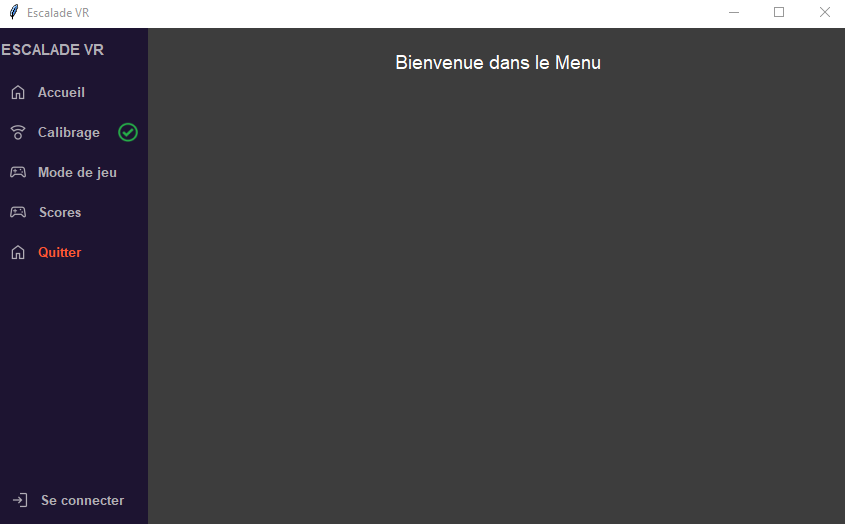 Escalade VR
ESCALADE VR
Bienvenue dans le Menu
Accueil
Calibrage
Mode de jeu
Scores
Quitter
Se connecter